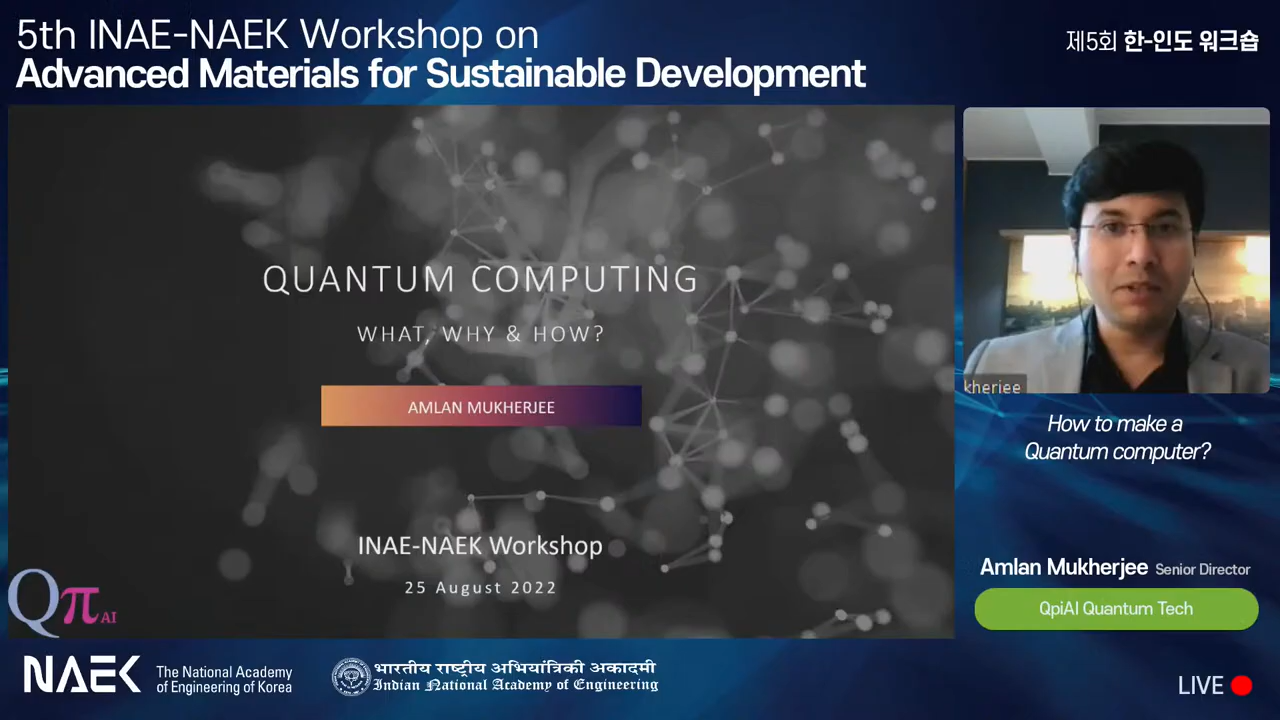 5th INAE-NAEK Workshop on
Advanced Materials for Sustainable Development
제5회 한-인도 워크숍
QUANTUM COMPUTING
WHAT, WHY & HOW?
AMLAN MUKHERJEE
INAE-NAEK Workshop
25 August 2022
Qπ AI
kherjee
How to make a
Quantum computer?
Amlan Mukherjee Senior Director
QpiAI Quantum Tech
NAEK
The National Academy
of Engineering of Korea
भारतीय राष्ट्रीय अभियांत्रिकी अकादमी
Indian National Academy of Engineering
LIVE